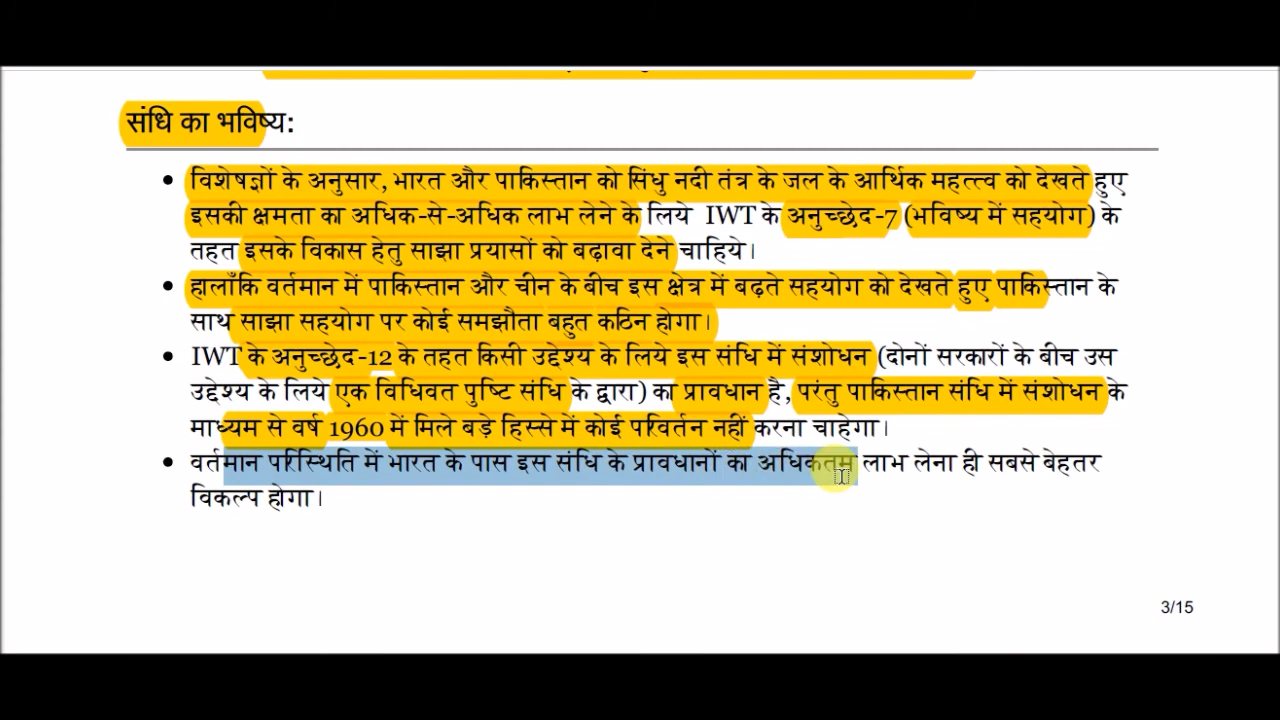 संधि का भविष्य:
• विशेषज्ञों के अनुसार, भारत और पाकिस्तान को सिंधु नदी तंत्र के जल के आर्थिक महत्त्व को देखते हुए
इसकी क्षमता का अधिक-से-अधिक लाभ लेने के लिये IWT के अनुच्छेद-7 (भविष्य में सहयोग) के
तहत इसके विकास हेतु साझा प्रयासों को बढ़ावा देने चाहिये।
• हालाँकि वर्तमान में पाकिस्तान और चीन के बीच इस क्षेत्र में बढ़ते सहयोग को देखते हुए पाकिस्तान के
साथ साझा सहयोग पर कोई समझौता बहुत कठिन होगा।
• IWT के अनुच्छेद-12 के तहत किसी उद्देश्य के लिये इस संधि में संशोधन (दोनों सरकारों के बीच उस
उद्देश्य के लिये एक विधिवत पुष्टि संधि के द्वारा) का प्रावधान है, परंतु पाकिस्तान संधि में संशोधन के
माध्यम से वर्ष 1960 में मिले बड़े हिस्से में कोई परिवर्तन नहीं करना चाहेगा।
• वर्तमान परिस्थिति में भारत के पास इस संधि के प्रावधानों का अधिकतम लाभ लेना ही सबसे बेहतर
विकल्प होगा।
3/15